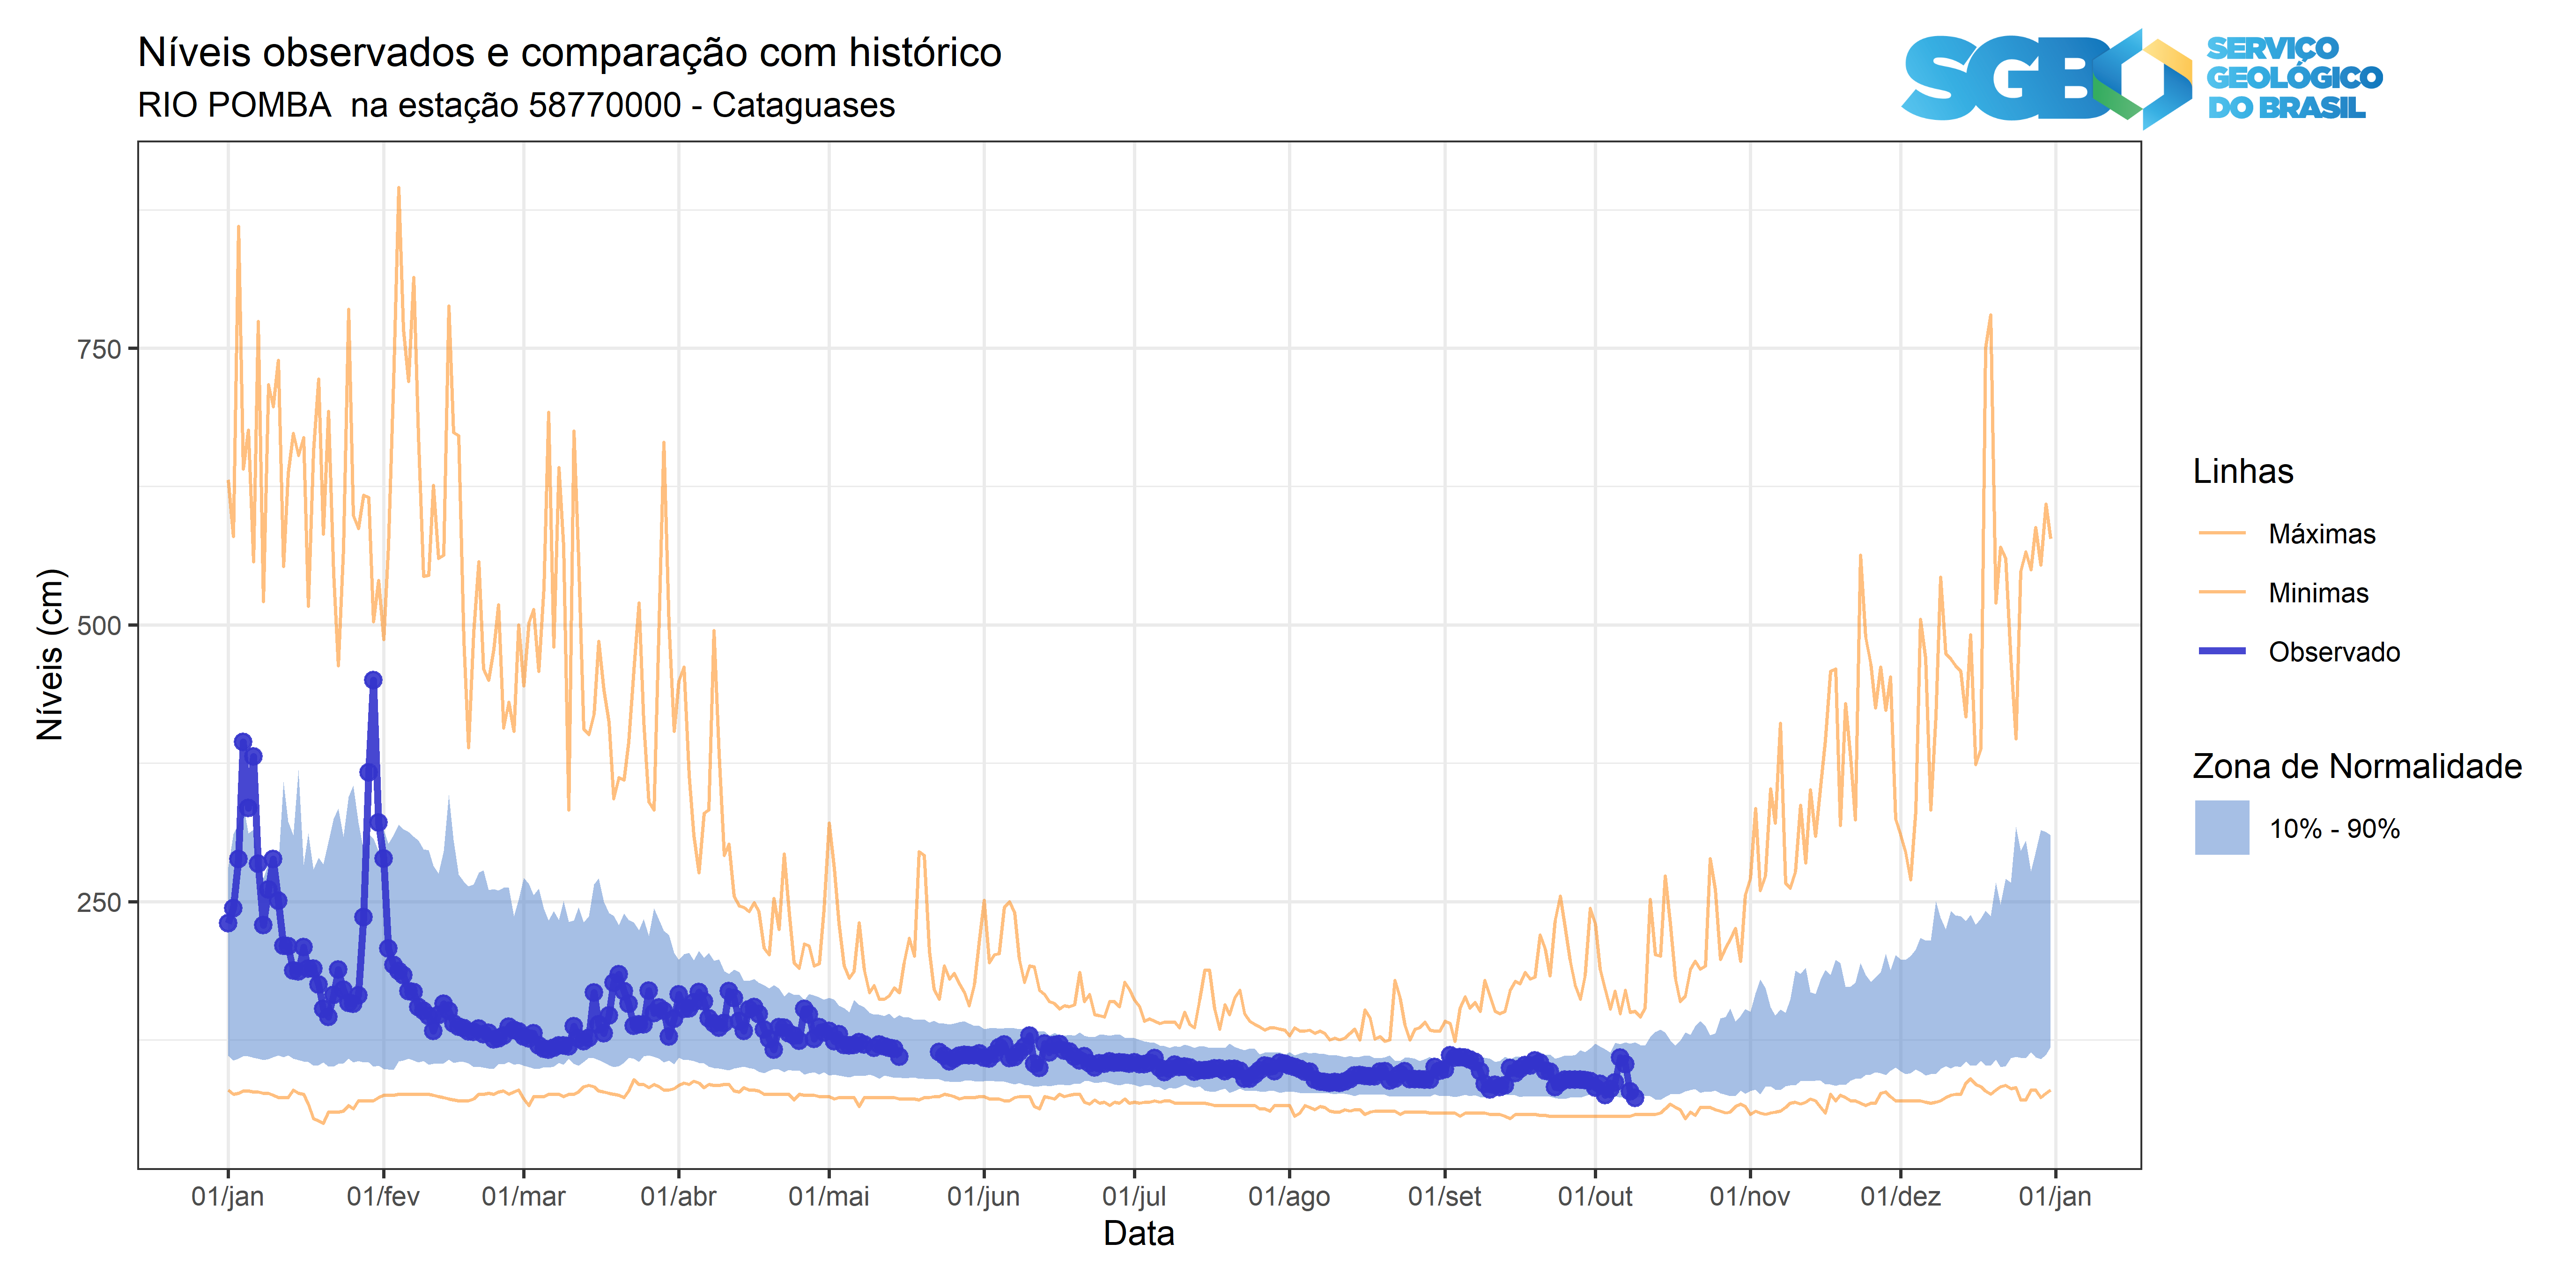 Níveis observados e comparação com histórico
RIO POMBA  na estação 58770000 - Cataguases
SGB
SERVIÇO
GEOLÓGICO
DO BRASIL
Níveis (cm)
750
500
250
01/jan
01/fev
01/mar
01/abr
01/mai
01/jun
01/jul
01/ago
01/set
01/out
01/nov
01/dez
01/jan
Data
Linhas
Máximas
Minimas
Observado
Zona de Normalidade
10% - 90%